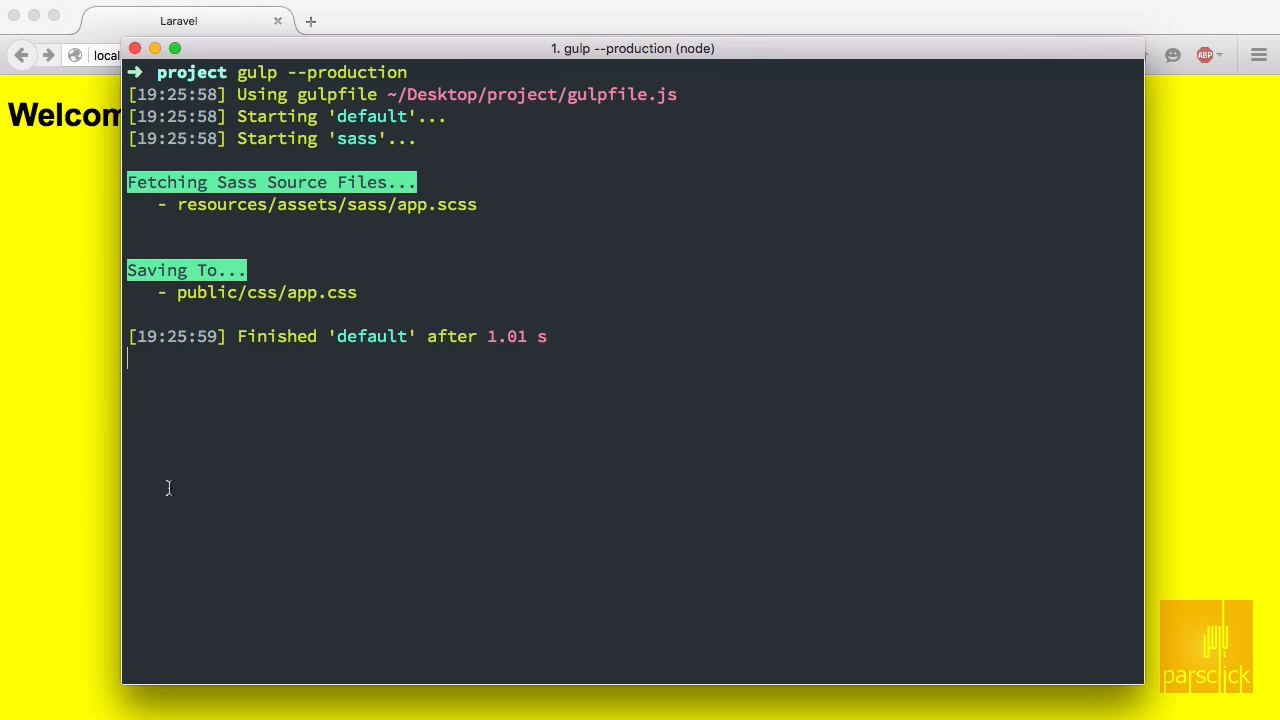 Laravel
local
1. gulp --production (node)
Welcom
➜ project gulp --production
[19:25:58] Using gulpfile ~/Desktop/project/gulpfile.js
[19:25:58] Starting 'default'...
[19:25:58] Starting 'sass'...
Fetching Sass Source Files...
- resources/assets/sass/app.scss
Saving To...
- public/css/app.css
[19:25:59] Finished 'default' after 1.01 s
ABP
parsclick